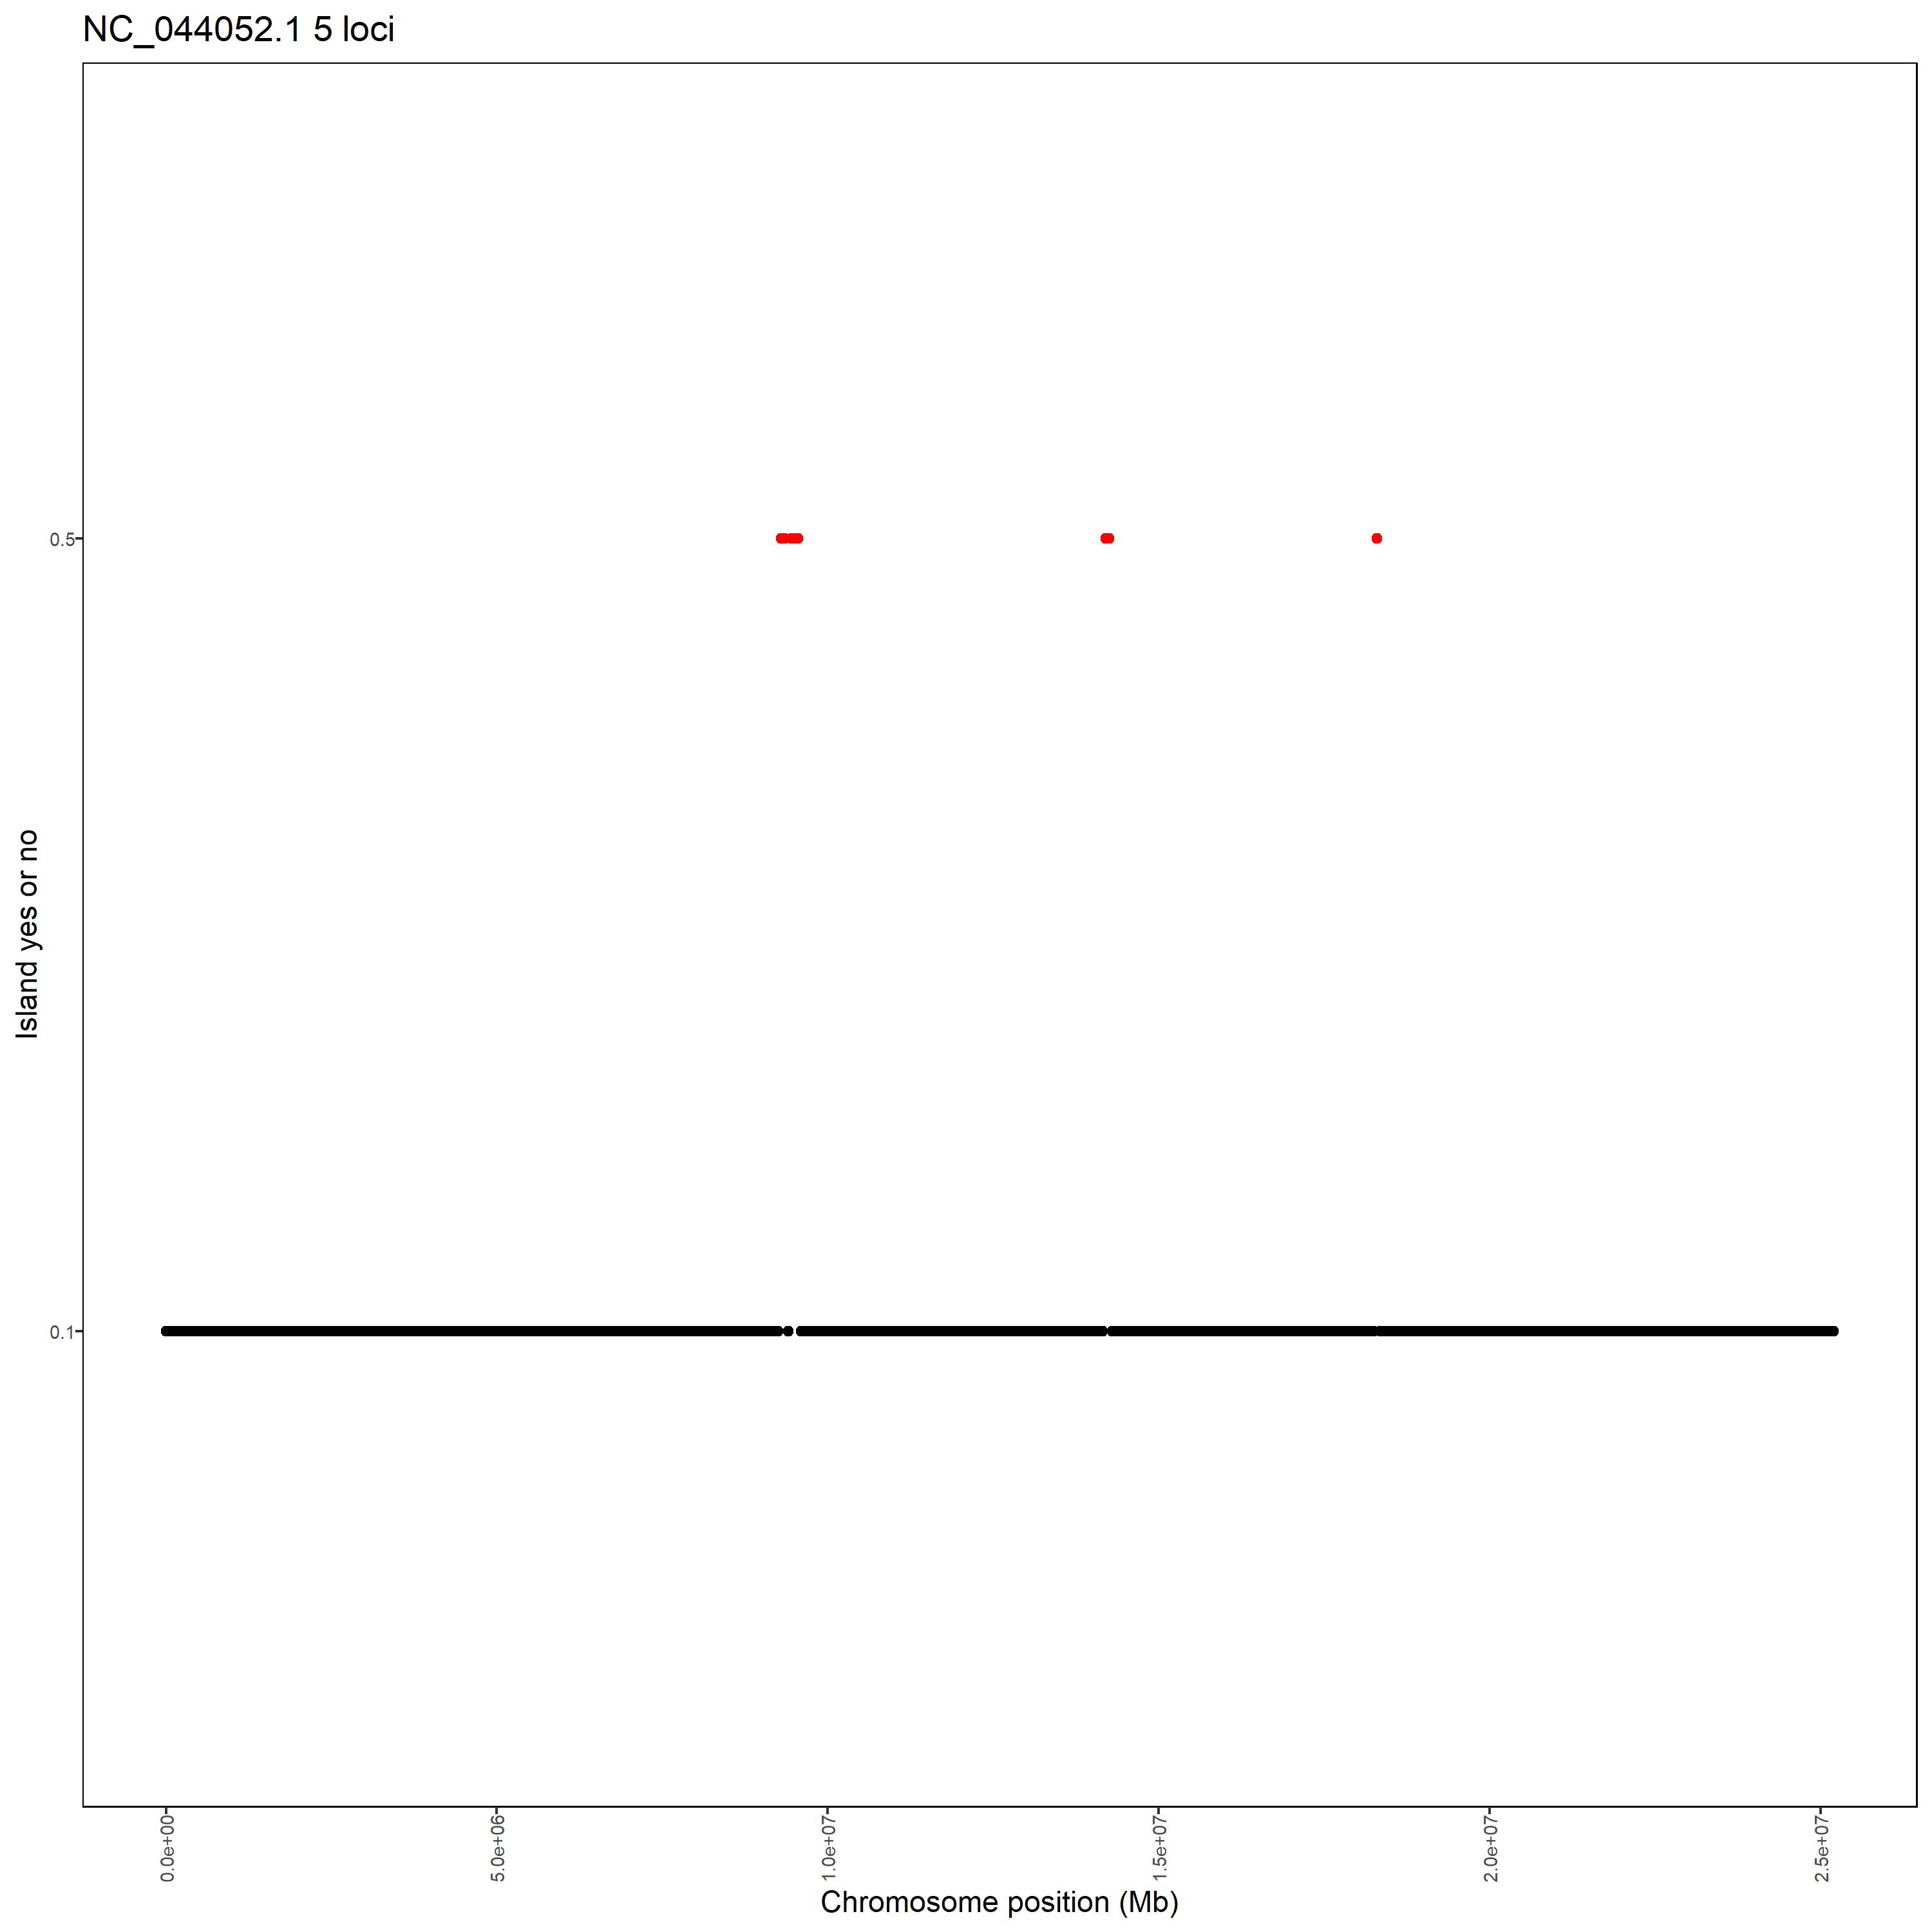 NC_044052.1 5 loci
Island yes or no
0.5
0.1
0.0e+00
5.0e+06
1.0e+07
1.5e+07
2.0e+07
2.5e+07
Chromosome position (Mb)